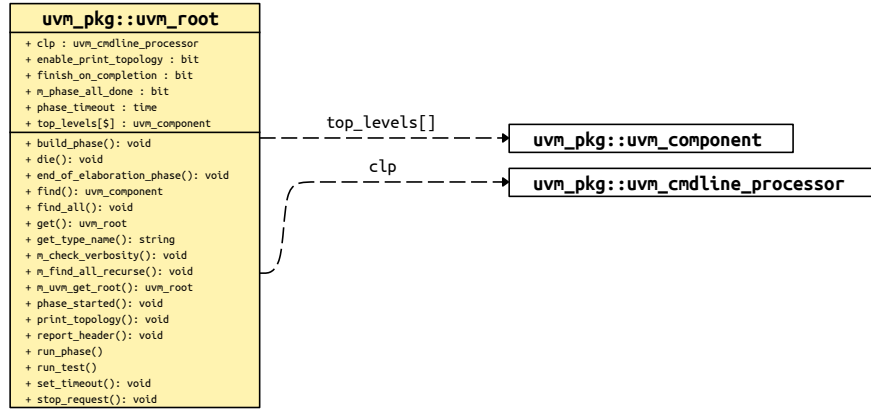 uvm_pkg::uvm_root
+ clp : uvm_cmdline_processor
+ enable_print_topology : bit
+ finish_on_completion : bit
+ m_phase_all_done : bit
+ phase_timeout : time
+ top_levels[$] : uvm_component
+ build_phase(): void
+ die(): void
+ end_of_elaboration_phase(): void
+ find(): uvm_component
+ find_all(): void
+ get(): uvm_root
+ get_type_name(): string
+ m_check_verbosity(): void
+ m_find_all_recurse(): void
+ m_uvm_get_root(): uvm_root
+ phase_started(): void
+ print_topology(): void
+ report_header(): void
+ run_phase()
+ run_test()
+ set_timeout(): void
+ stop_request(): void
top_levels[]
uvm_pkg::uvm_component
clp
uvm_pkg::uvm_cmdline_processor